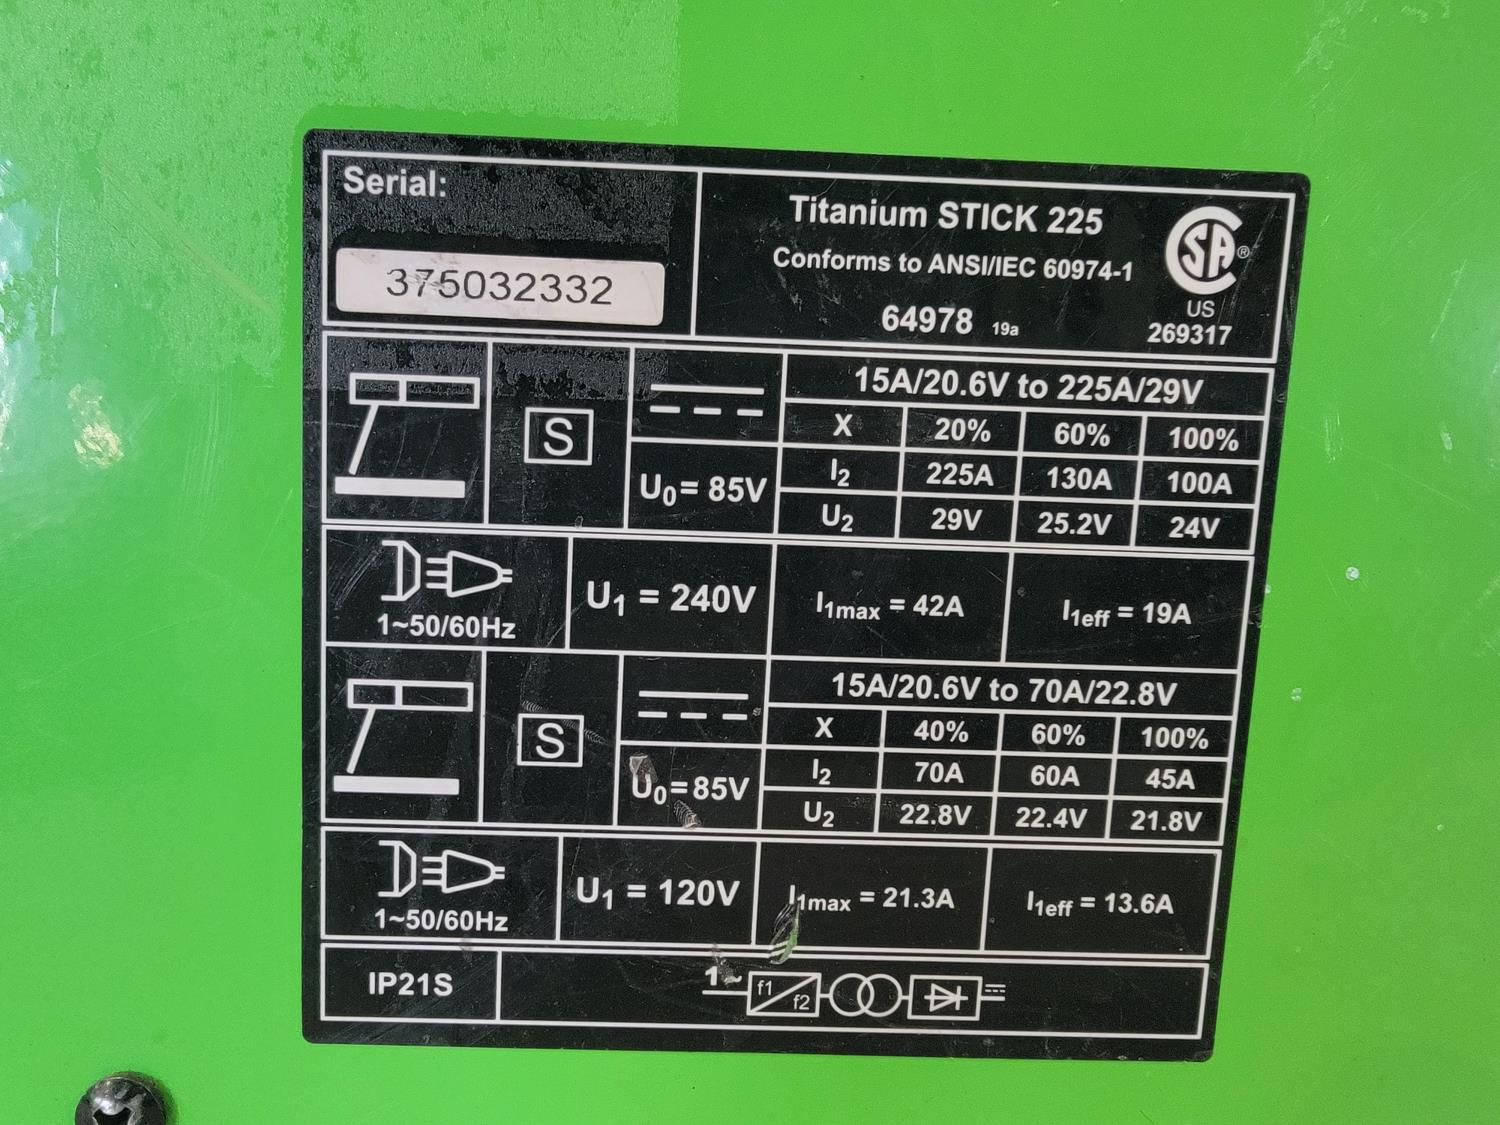 Serial:
375032332
Titanium STICK 225
Conforms to ANSI/IEC 60974-1
64978 19a
SA®
US
269317
S
U0= 85V
15A/20.6V to 225A/29V
X 20% 60% 100%
I2 225A 130A 100A
U2 29V 25.2V 24V
1~50/60Hz
U1 = 240V
I1max = 42A
I1eff = 19A
S
U0=85V
15A/20.6V to 70A/22.8V
X 40% 60% 100%
I2 70A 60A 45A
U2 22.8V 22.4V 21.8V
1~50/60Hz
U1 = 120V
I1max = 21.3A
I1eff = 13.6A
IP21S
1~
f1
f2